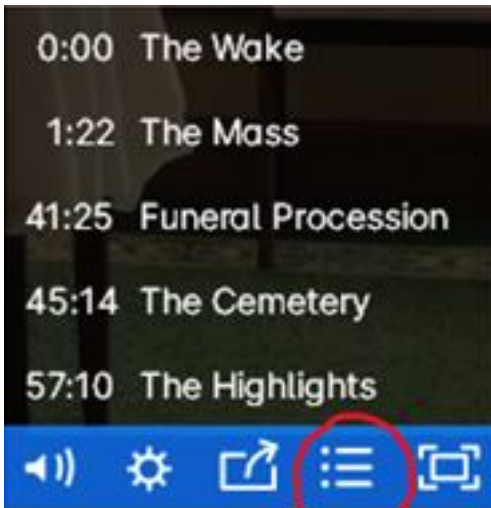 0:00 The Wake
1:22 The Mass
41:25 Funeral Procession
45:14 The Cemetery
57:10 The Highlights